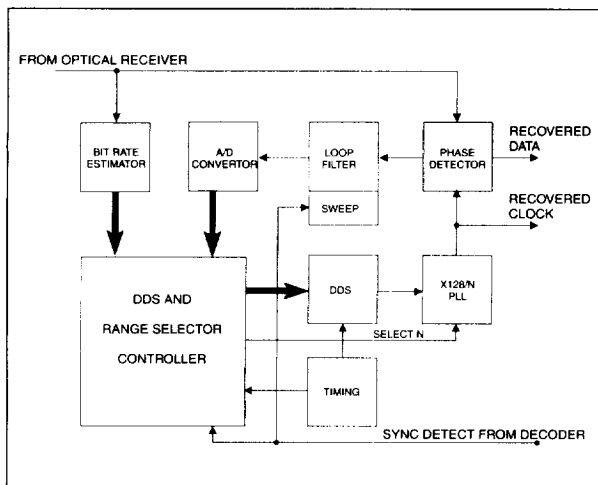 FROM OPTICAL RECEIVER
BIT RATE
ESTIMATOR
A/D
CONVERTOR
LOOP
FILTER
SWEEP
PHASE
DETECTOR
RECOVERED
DATA
RECOVERED
CLOCK
DDS AND
RANGE SELECTOR
CONTROLLER
DDS
X128/N
PLL
SELECT N
TIMING
SYNC DETECT FROM DECODER